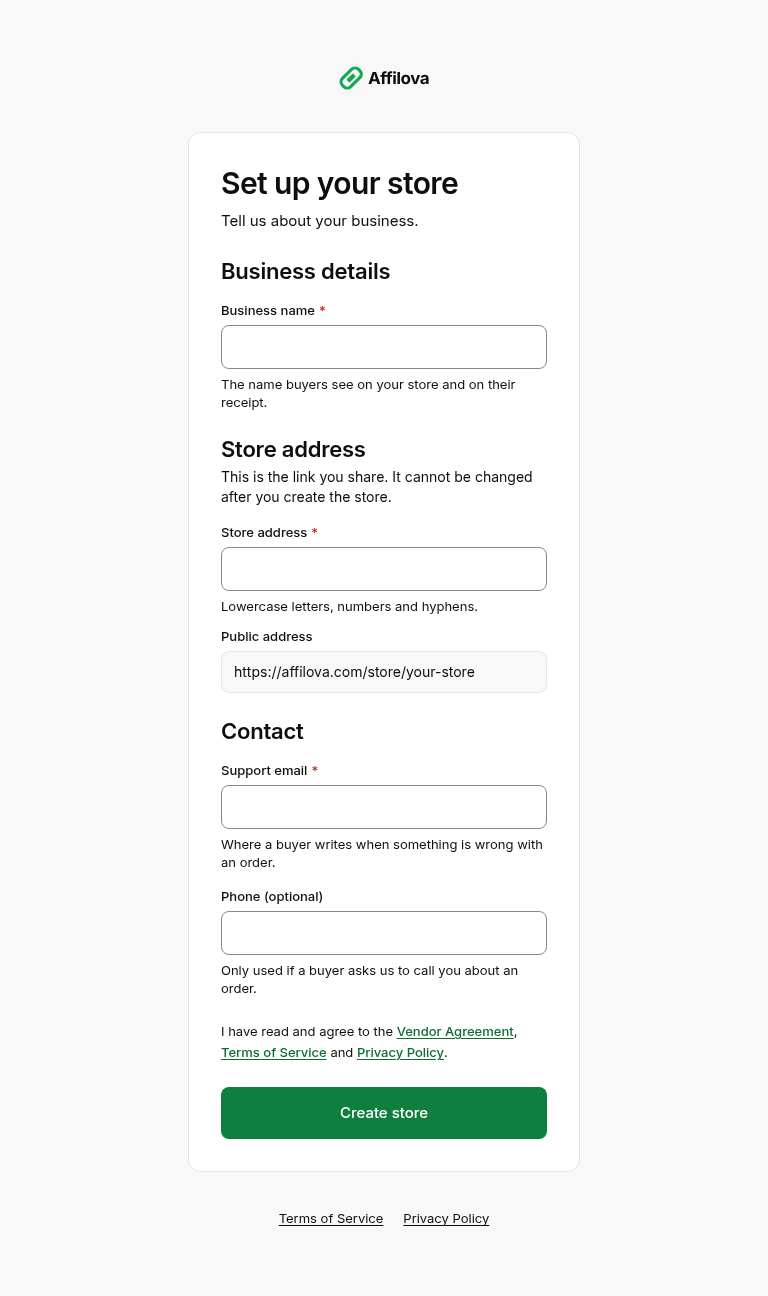 Affilova
Set up your store
Tell us about your business.
Business details
Business name *
The name buyers see on your store and on their
receipt.
Store address
This is the link you share. It cannot be changed
after you create the store.
Store address *
Lowercase letters, numbers and hyphens.
Public address
https://affilova.com/store/your-store
Contact
Support email *
Where a buyer writes when something is wrong with
an order.
Phone (optional)
Only used if a buyer asks us to call you about an
order.
I have read and agree to the Vendor Agreement,
Terms of Service and Privacy Policy.
Create store
Terms of Service Privacy Policy